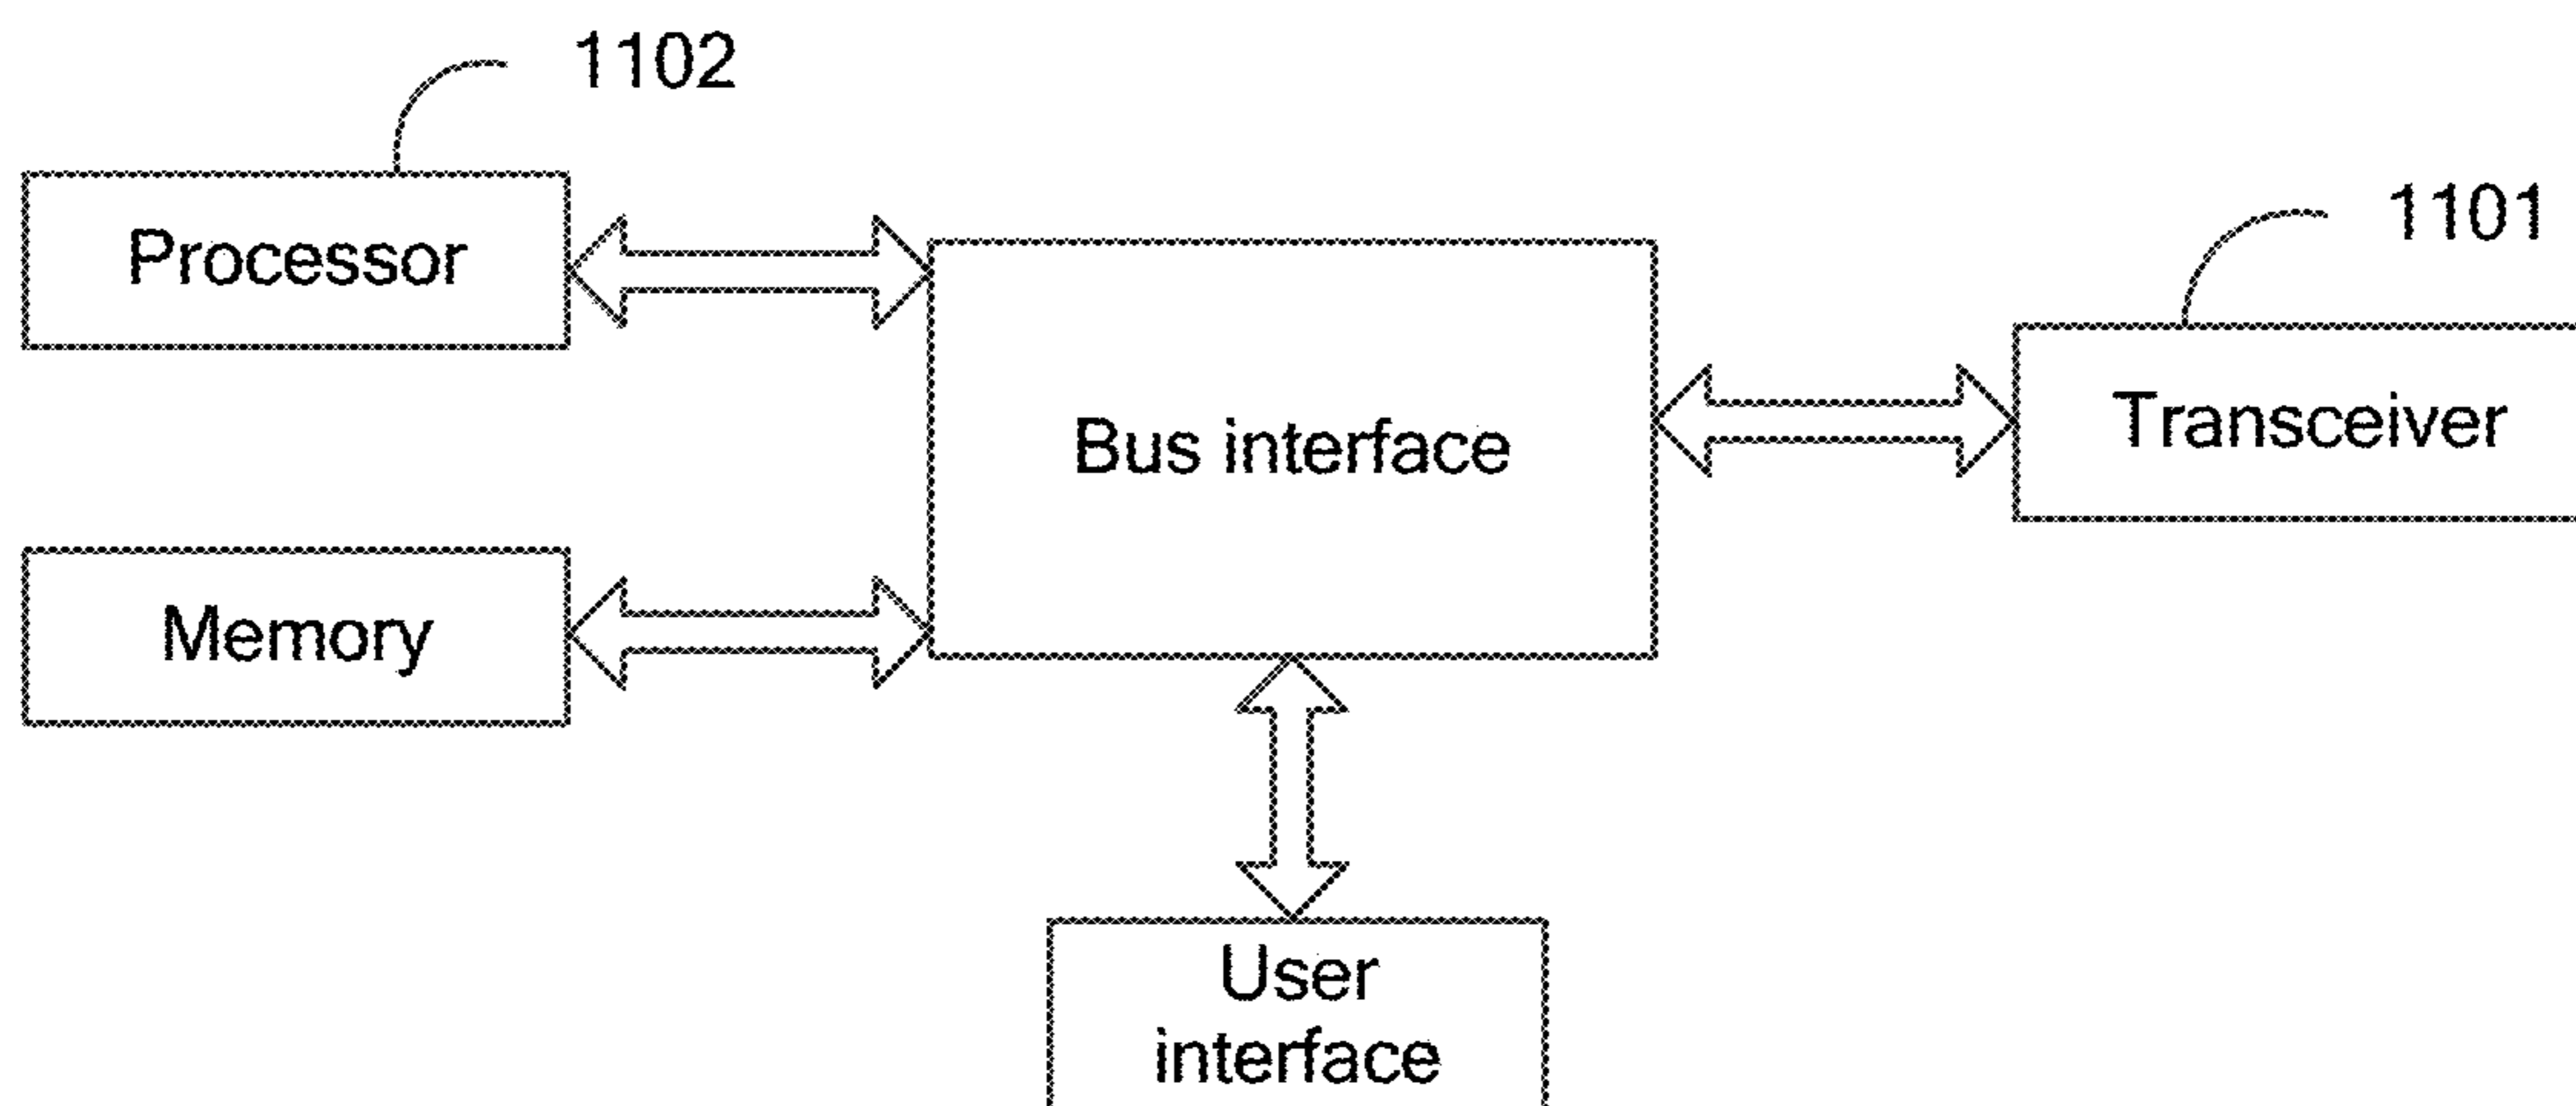 1102
1101
Processor
Transceiver
Bus interface
Memory
User
interface